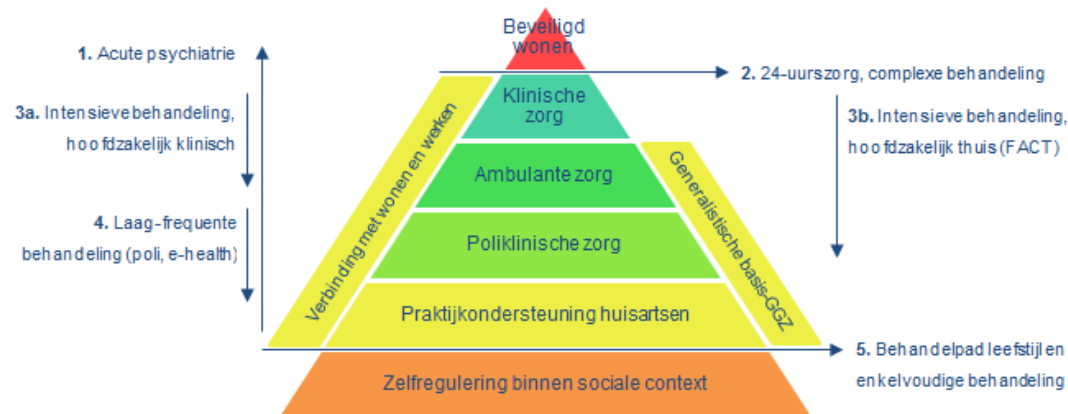 Beveiligd
wonen
1. Acute psychiatrie
2. 24-uurszorg, complexe behandeling
Klinische
zorg
3a. Intensieve behandeling,
hoofdzakelijk klinisch
3b. Intensieve behandeling,
hoofdzakelijk thuis (FACT)
Verbinding met wonen en werken
Ambulante zorg
Generalistische basis-GGZ
4. Laag-frequente
behandeling (poli, e-health)
Poliklinische zorg
Praktijkondersteuning huisartsen
5. Behandelpad leefstijl en
enkelvoudige behandeling
Zelfregulering binnen sociale context